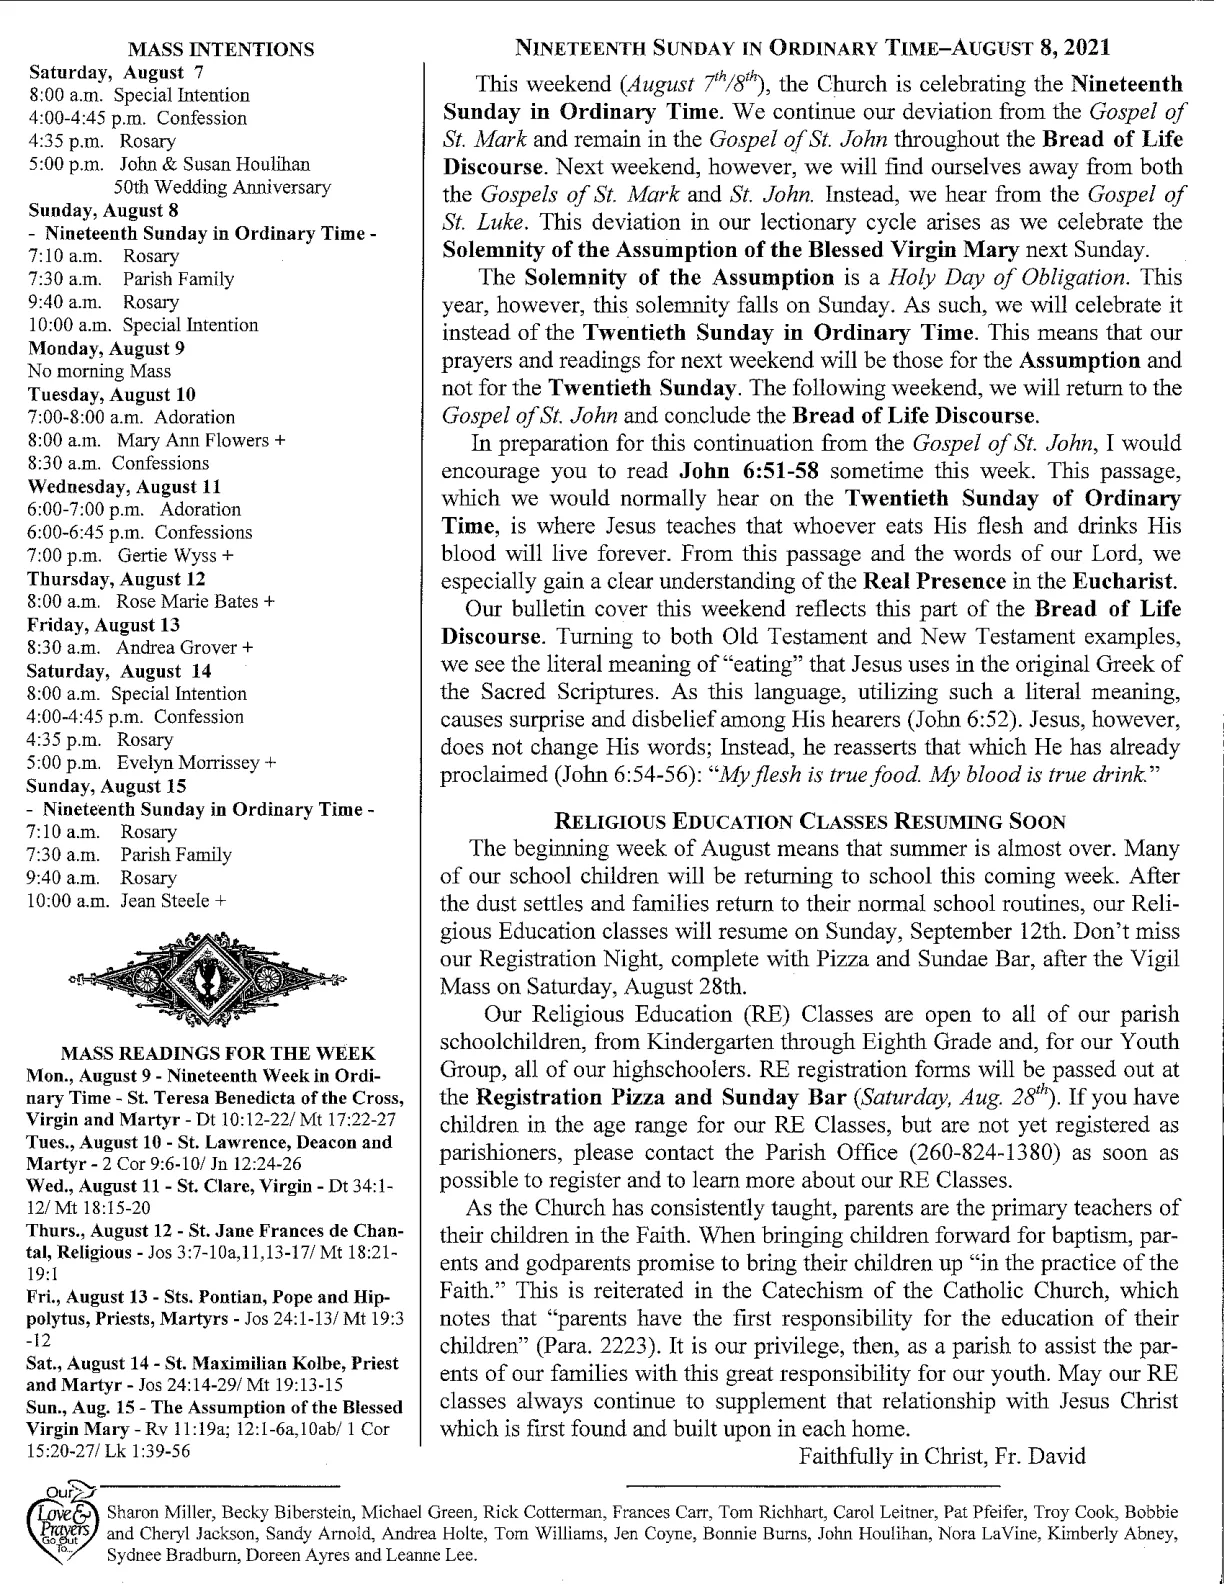 MASS INTENTIONS
Saturday, August 7
8:00 a.m. Special Intention
4:00-4:45 p.m. Confession
4:35 p.m. Rosary
5:00 p.m. John & Susan Houlihan
50th Wedding Anniversary
Sunday, August 8
- Nineteenth Sunday in Ordinary Time -
7:10 a.m. Rosary
7:30 a.m. Parish Family
9:40 a.m. Rosary
10:00 a.m. Special Intention
Monday, August 9
No morning Mass
Tuesday, August 10
7:00-8:00 a.m. Adoration
8:00 a.m. Mary Ann Flowers +
8:30 a.m. Confessions
Wednesday, August 11
6:00-7:00 p.m. Adoration
6:00-6:45 p.m. Confessions
7:00 p.m. Gertie Wyss +
Thursday, August 12
8:00 a.m. Rose Marie Bates +
Friday, August 13
8:30 a.m. Andrea Grover +
Saturday, August 14
8:00 a.m. Special Intention
4:00-4:45 p.m. Confession
4:35 p.m. Rosary
5:00 p.m. Evelyn Morrissey +
Sunday, August 15
- Nineteenth Sunday in Ordinary Time -
7:10 a.m. Rosary
7:30 a.m. Parish Family
9:40 a.m. Rosary
10:00 a.m. Jean Steele +
MASS READINGS FOR THE WEEK
Mon., August 9 - Nineteenth Week in Ordi-
nary Time - St. Teresa Benedicta of the Cross,
Virgin and Martyr - Dt 10:12-22/ Mt 17:22-27
Tues., August 10 - St. Lawrence, Deacon and
Martyr - 2 Cor 9:6-10/ Jn 12:24-26
Wed., August 11 - St. Clare, Virgin - Dt 34:1-
12/ Mt 18:15-20
Thurs., August 12 - St. Jane Frances de Chan-
tal, Religious - Jos 3:7-10a,11,13-17/ Mt 18:21-
19:1
Fri., August 13 - Sts. Pontian, Pope and Hip-
polytus, Priests, Martyrs - Jos 24:1-13/ Mt 19:3
-12
Sat., August 14 - St. Maximilian Kolbe, Priest
and Martyr - Jos 24:14-29/ Mt 19:13-15
Sun., Aug. 15 - The Assumption of the Blessed
Virgin Mary - Rv 11:19a; 12:1-6a,10ab/ 1 Cor
15:20-27/ Lk 1:39-56
NINETEENTH SUNDAY IN ORDINARY TIME–AUGUST 8, 2021
This weekend (August 7th/8th), the Church is celebrating the Nineteenth
Sunday in Ordinary Time. We continue our deviation from the Gospel of
St. Mark and remain in the Gospel of St. John throughout the Bread of Life
Discourse. Next weekend, however, we will find ourselves away from both
the Gospels of St. Mark and St. John. Instead, we hear from the Gospel of
St. Luke. This deviation in our lectionary cycle arises as we celebrate the
Solemnity of the Assumption of the Blessed Virgin Mary next Sunday.
The Solemnity of the Assumption is a Holy Day of Obligation. This
year, however, this solemnity falls on Sunday. As such, we will celebrate it
instead of the Twentieth Sunday in Ordinary Time. This means that our
prayers and readings for next weekend will be those for the Assumption and
not for the Twentieth Sunday. The following weekend, we will return to the
Gospel of St. John and conclude the Bread of Life Discourse.
In preparation for this continuation from the Gospel of St. John, I would
encourage you to read John 6:51-58 sometime this week. This passage,
which we would normally hear on the Twentieth Sunday of Ordinary
Time, is where Jesus teaches that whoever eats His flesh and drinks His
blood will live forever. From this passage and the words of our Lord, we
especially gain a clear understanding of the Real Presence in the Eucharist.
Our bulletin cover this weekend reflects this part of the Bread of Life
Discourse. Turning to both Old Testament and New Testament examples,
we see the literal meaning of “eating” that Jesus uses in the original Greek of
the Sacred Scriptures. As this language, utilizing such a literal meaning,
causes surprise and disbelief among His hearers (John 6:52). Jesus, however,
does not change His words; Instead, he reasserts that which He has already
proclaimed (John 6:54-56): “My flesh is true food. My blood is true drink.”
RELIGIOUS EDUCATION CLASSES RESUMING SOON
The beginning week of August means that summer is almost over. Many
of our school children will be returning to school this coming week. After
the dust settles and families return to their normal school routines, our Reli-
gious Education classes will resume on Sunday, September 12th. Don’t miss
our Registration Night, complete with Pizza and Sundae Bar, after the Vigil
Mass on Saturday, August 28th.
Our Religious Education (RE) Classes are open to all of our parish
schoolchildren, from Kindergarten through Eighth Grade and, for our Youth
Group, all of our highschoolers. RE registration forms will be passed out at
the Registration Pizza and Sunday Bar (Saturday, Aug. 28th). If you have
children in the age range for our RE Classes, but are not yet registered as
parishioners, please contact the Parish Office (260-824-1380) as soon as
possible to register and to learn more about our RE Classes.
As the Church has consistently taught, parents are the primary teachers of
their children in the Faith. When bringing children forward for baptism, par-
ents and godparents promise to bring their children up “in the practice of the
Faith.” This is reiterated in the Catechism of the Catholic Church, which
notes that “parents have the first responsibility for the education of their
children” (Para. 2223). It is our privilege, then, as a parish to assist the par-
ents of our families with this great responsibility for our youth. May our RE
classes always continue to supplement that relationship with Jesus Christ
which is first found and built upon in each home.
Faithfully in Christ, Fr. David
Our
Love &
Prayers
Go Out
To...
Sharon Miller, Becky Biberstein, Michael Green, Rick Cotterman, Frances Carr, Tom Richhart, Carol Leitner, Pat Pfeifer, Troy Cook, Bobbie
and Cheryl Jackson, Sandy Arnold, Andrea Holte, Tom Williams, Jen Coyne, Bonnie Burns, John Houlihan, Nora LaVine, Kimberly Abney,
Sydnee Bradburn, Doreen Ayres and Leanne Lee.